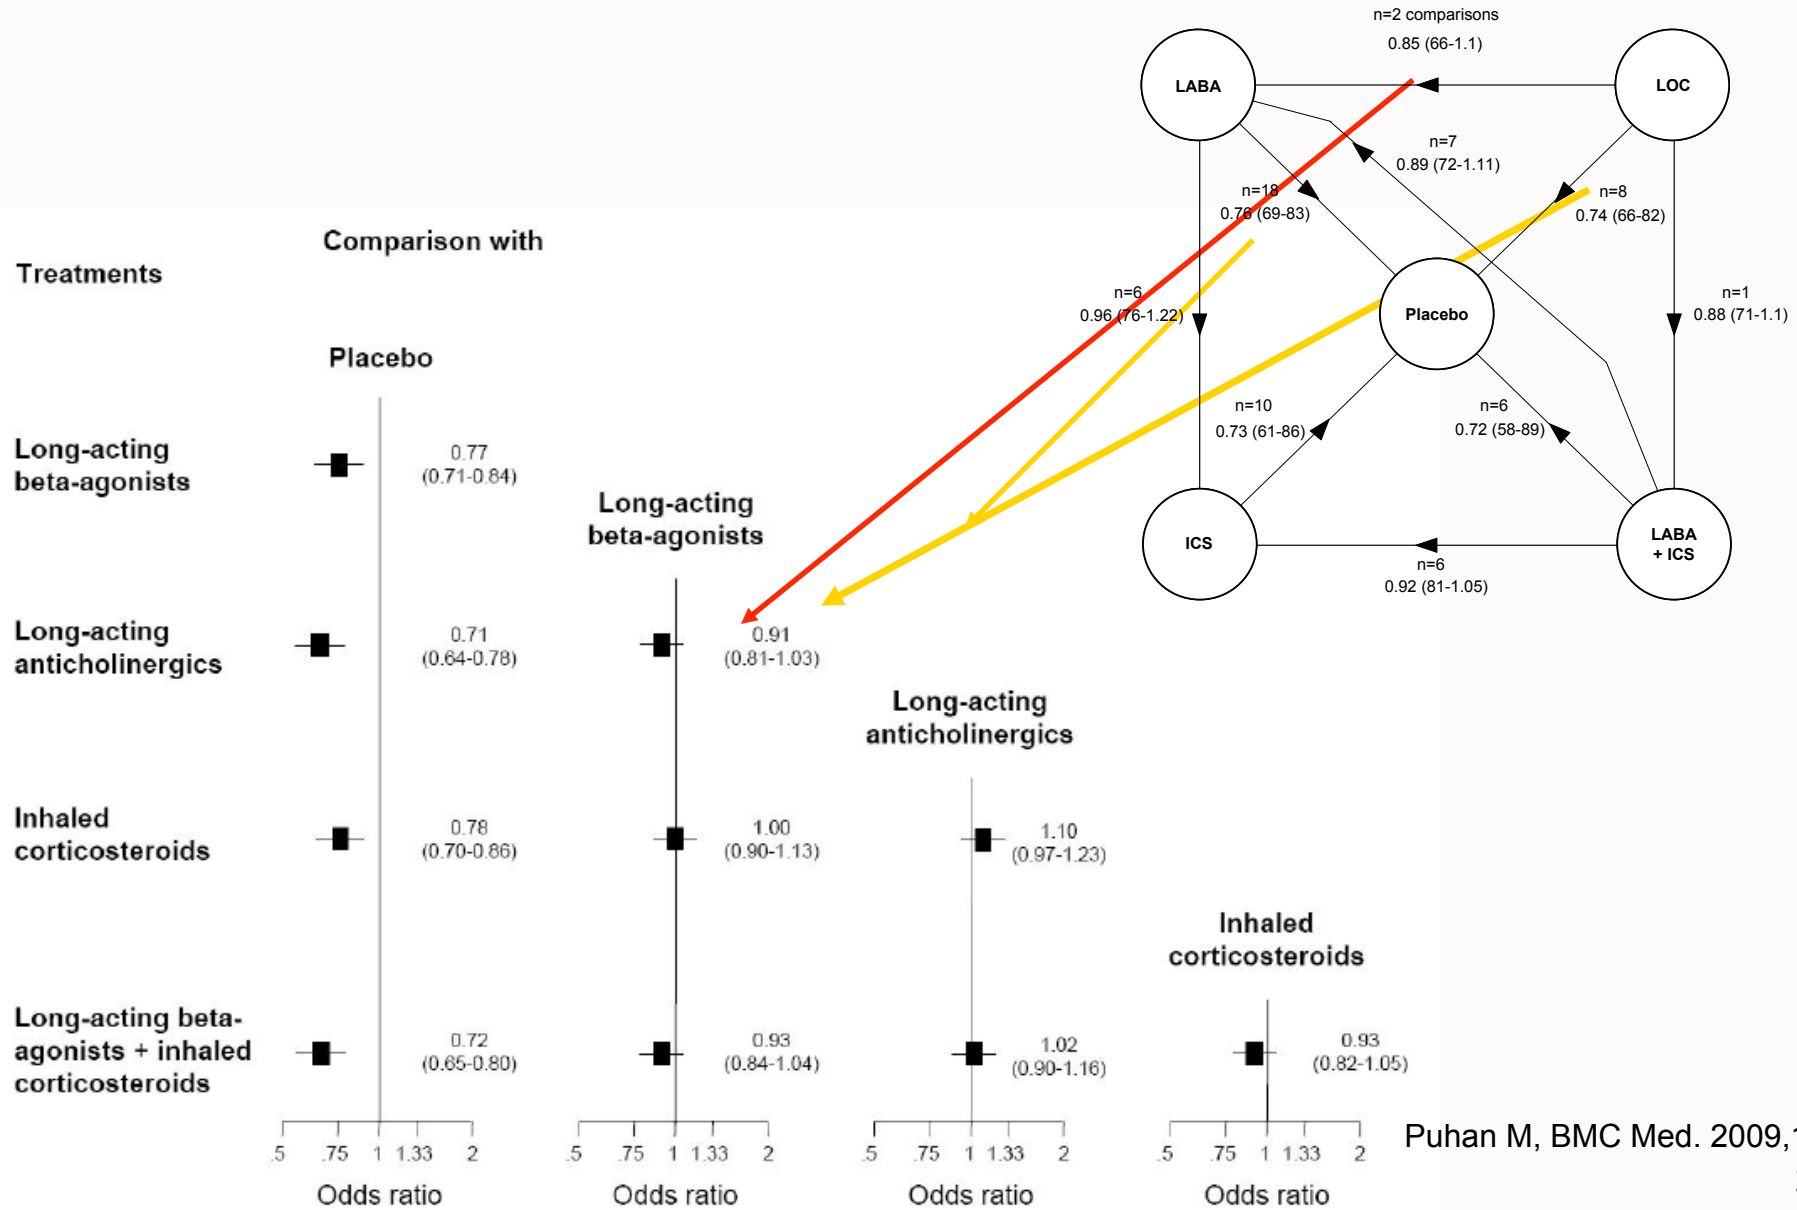 n=2 comparisons
0.85 (66-1.1)
LABA
LOC
n=7
0.89 (72-1.11)
n=18
0.76 (69-83)
n=8
0.74 (66-82)
n=6
0.96 (76-1.22)
Placebo
n=1
0.88 (71-1.1)
n=10
0.73 (61-86)
n=6
0.72 (58-89)
ICS
LABA
+ ICS
n=6
0.92 (81-1.05)
Comparison with
Treatments
Placebo
Long-acting
beta-agonists
0.77
(0.71-0.84)
Long-acting
beta-agonists
Long-acting
anticholinergics
0.71
(0.64-0.78)
0.91
(0.81-1.03)
Long-acting
anticholinergics
Inhaled
corticosteroids
0.78
(0.70-0.86)
1.00
(0.90-1.13)
1.10
(0.97-1.23)
Inhaled
corticosteroids
Long-acting beta-
agonists + inhaled
corticosteroids
0.72
(0.65-0.80)
0.93
(0.84-1.04)
1.02
(0.90-1.16)
0.93
(0.82-1.05)
.5 .75 1 1.33 2
Odds ratio
.5 .75 1 1.33 2
Odds ratio
.5 .75 1 1.33 2
Odds ratio
.5 .75 1 1.33 2
Odds ratio
Puhan M, BMC Med. 2009,